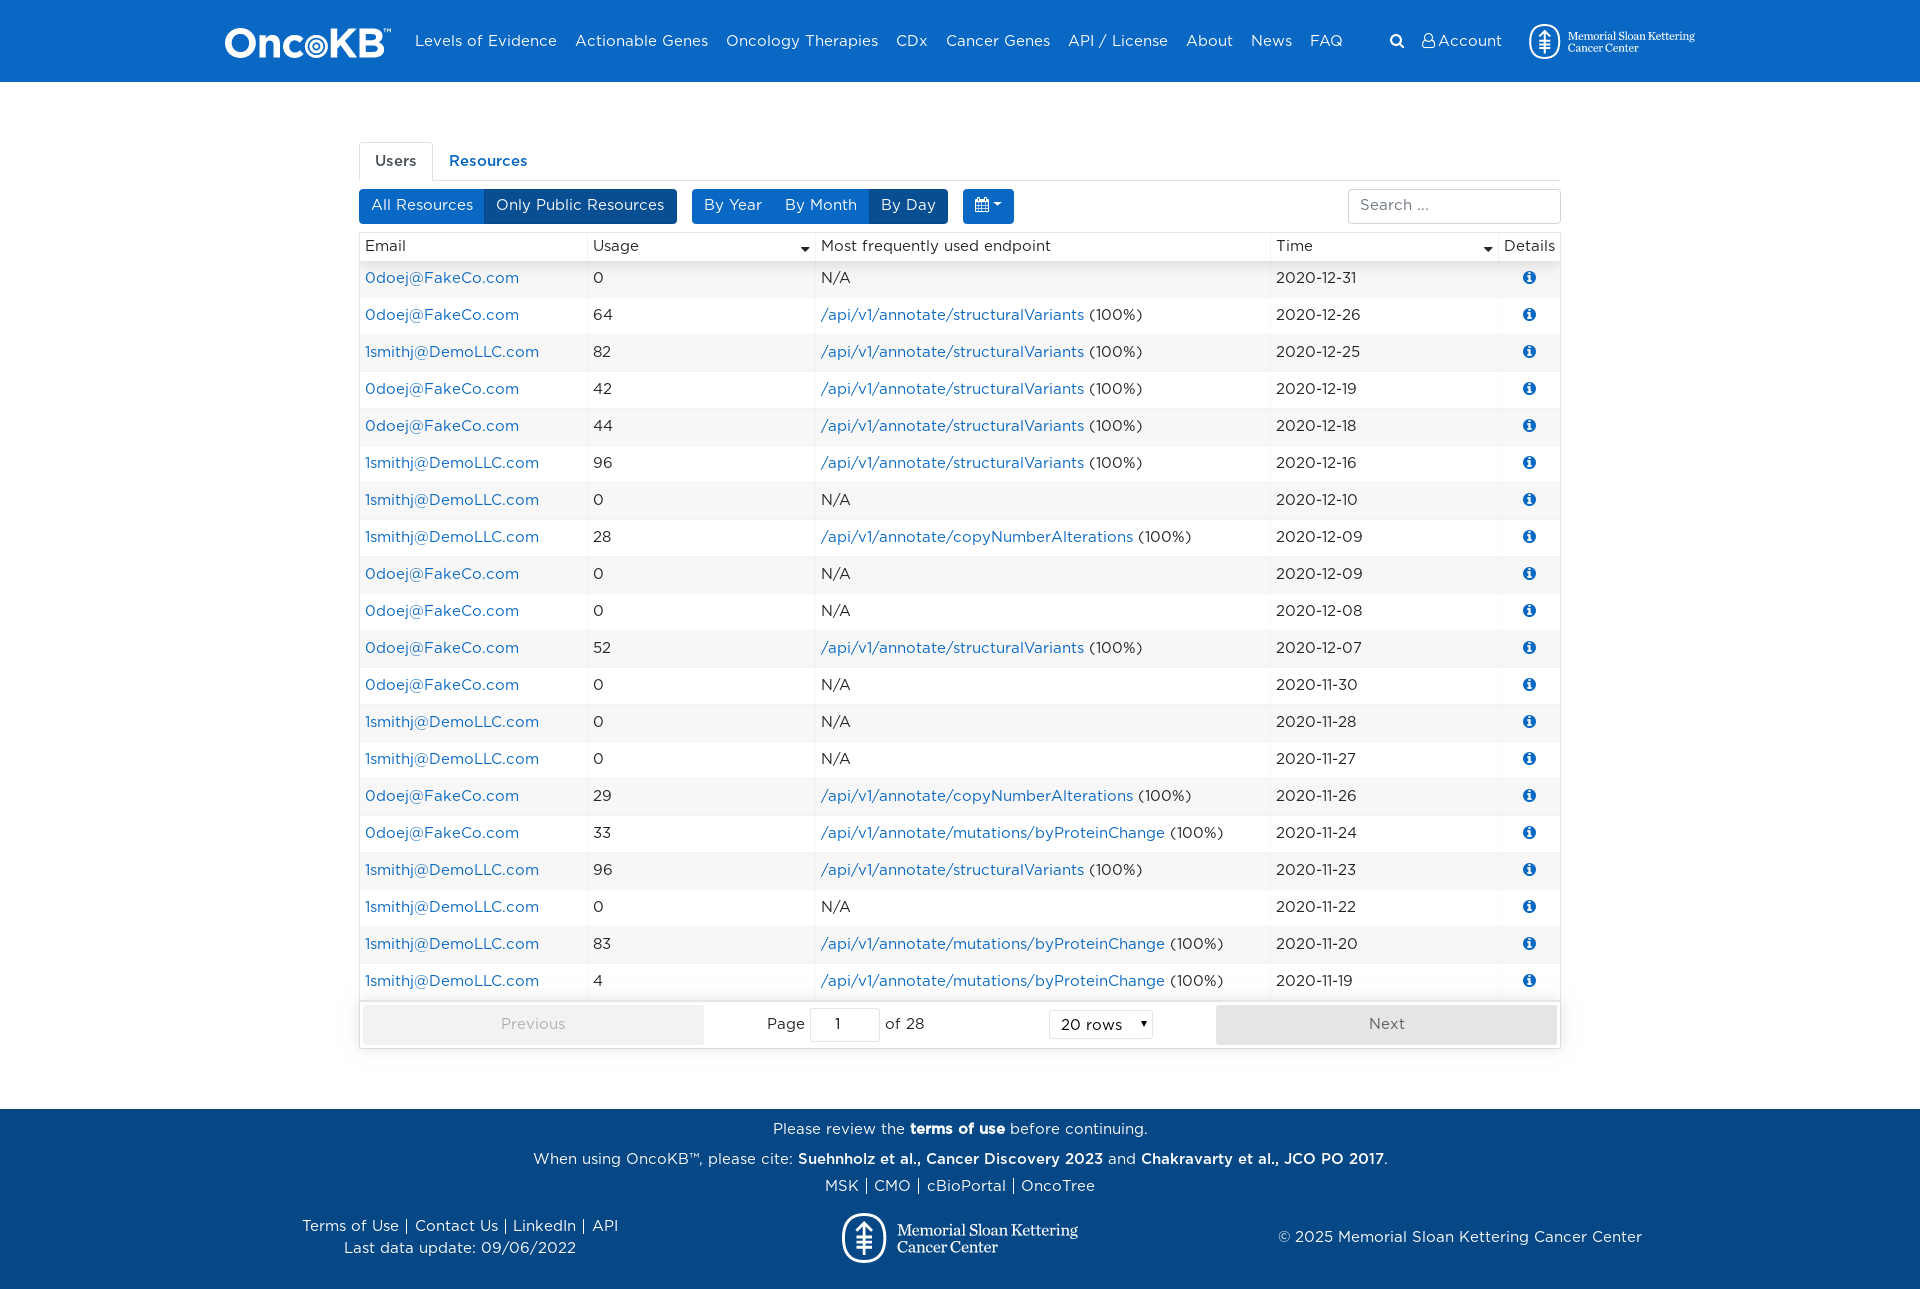 OncoKB™ Levels of Evidence Actionable Genes Oncology Therapies CDx Cancer Genes API / License About News FAQ Account Memorial Sloan Kettering
Cancer Center
Users Resources
All Resources Only Public Resources By Year By Month By Day Search ...
Email Usage Most frequently used endpoint Time Details
0doej@FakeCo.com 0 N/A 2020-12-31
0doej@FakeCo.com 64 /api/v1/annotate/structuralVariants (100%) 2020-12-26
1smithj@DemoLLC.com 82 /api/v1/annotate/structuralVariants (100%) 2020-12-25
0doej@FakeCo.com 42 /api/v1/annotate/structuralVariants (100%) 2020-12-19
0doej@FakeCo.com 44 /api/v1/annotate/structuralVariants (100%) 2020-12-18
1smithj@DemoLLC.com 96 /api/v1/annotate/structuralVariants (100%) 2020-12-16
1smithj@DemoLLC.com 0 N/A 2020-12-10
1smithj@DemoLLC.com 28 /api/v1/annotate/copyNumberAlterations (100%) 2020-12-09
0doej@FakeCo.com 0 N/A 2020-12-09
0doej@FakeCo.com 0 N/A 2020-12-08
0doej@FakeCo.com 52 /api/v1/annotate/structuralVariants (100%) 2020-12-07
0doej@FakeCo.com 0 N/A 2020-11-30
1smithj@DemoLLC.com 0 N/A 2020-11-28
1smithj@DemoLLC.com 0 N/A 2020-11-27
0doej@FakeCo.com 29 /api/v1/annotate/copyNumberAlterations (100%) 2020-11-26
0doej@FakeCo.com 33 /api/v1/annotate/mutations/byProteinChange (100%) 2020-11-24
1smithj@DemoLLC.com 96 /api/v1/annotate/structuralVariants (100%) 2020-11-23
1smithj@DemoLLC.com 0 N/A 2020-11-22
1smithj@DemoLLC.com 83 /api/v1/annotate/mutations/byProteinChange (100%) 2020-11-20
1smithj@DemoLLC.com 4 /api/v1/annotate/mutations/byProteinChange (100%) 2020-11-19
Previous Page 1 of 28 20 rows Next
Please review the terms of use before continuing.
When using OncoKB™, please cite: Suehnholz et al., Cancer Discovery 2023 and Chakravarty et al., JCO PO 2017.
MSK | CMO | cBioPortal | OncoTree
Terms of Use | Contact Us | LinkedIn | API
Last data update: 09/06/2022
Memorial Sloan Kettering
Cancer Center
© 2025 Memorial Sloan Kettering Cancer Center